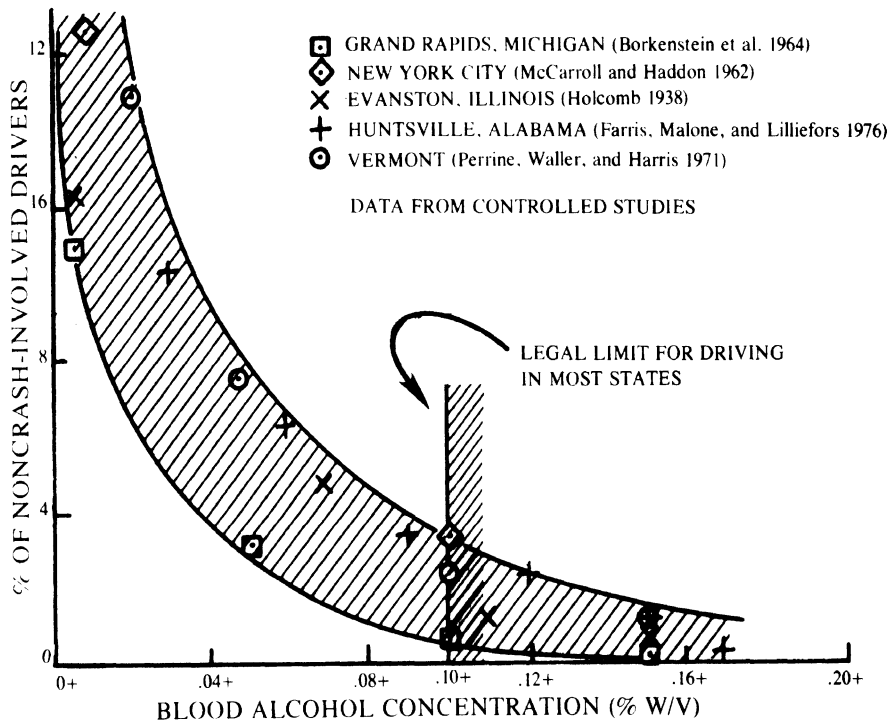 GRAND RAPIDS, MICHIGAN (Borkenstein et al. 1964)
NEW YORK CITY (McCarroll and Haddon 1962)
EVANSTON, ILLINOIS (Holcomb 1938)
HUNTSVILLE, ALABAMA (Farris, Malone, and Lilliefors 1976)
VERMONT (Perrine, Waller, and Harris 1971)
DATA FROM CONTROLLED STUDIES
LEGAL LIMIT FOR DRIVING
IN MOST STATES
% OF NONCRASH-INVOLVED DRIVERS
12
16
8
4
0
0+ .04+ .08+ .10+ .12+ .16+ .20+
BLOOD ALCOHOL CONCENTRATION (% W/V)